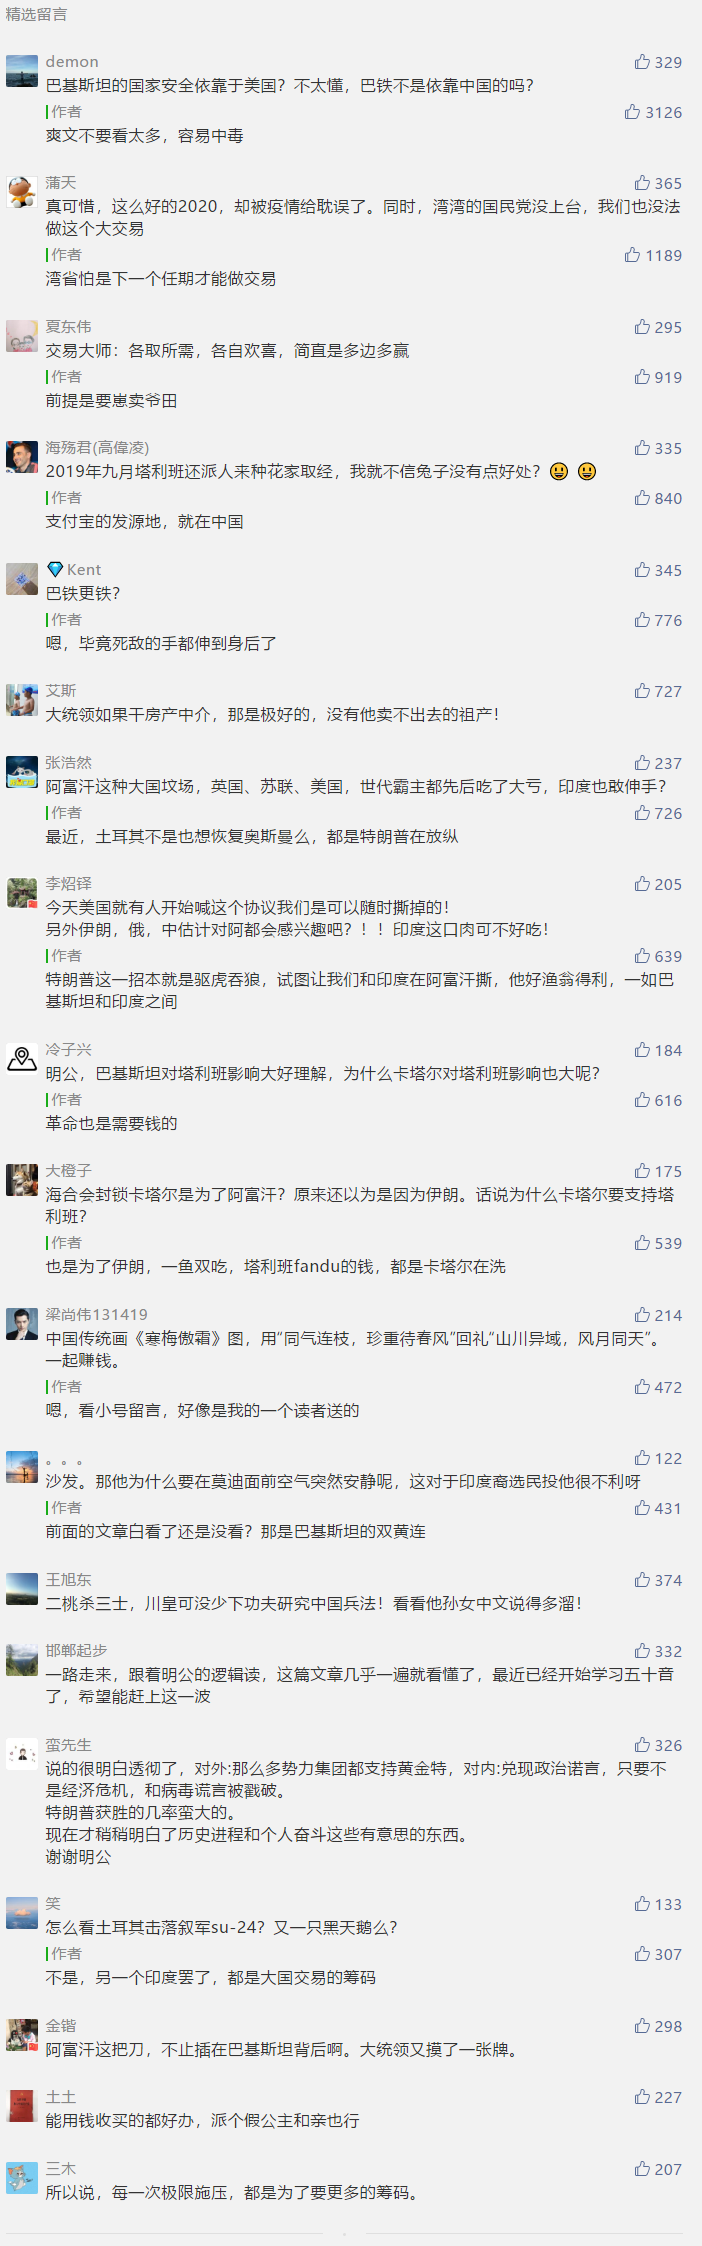 精选留言
demon 329
巴基斯坦的国家安全依靠于美国？不太懂，巴铁不是依靠中国的吗？
作者 3126
爽文不要看太多，容易中毒
蒲天 365
真可惜，这么好的2020，却被疫情给耽误了。同时，湾湾的国民党没上台，我们也没法
做这个大交易
作者 1189
湾省怕是下一个任期才能做交易
夏东伟 295
交易大师：各取所需，各自欢喜，简直是多边多赢
作者 919
前提是要崽卖爷田
海殇君(高偉凌) 335
2019年九月塔利班还派人来种花家取经，我就不信兔子没有点好处？
作者 840
支付宝的发源地，就在中国
Kent 345
巴铁更铁？
作者 776
嗯，毕竟死敌的手都伸到身后了
艾斯 727
大统领如果干房产中介，那是极好的，没有他卖不出去的祖产！
张浩然 237
阿富汗这种大国坟场，英国、苏联、美国，世代霸主都先后吃了大亏，印度也敢伸手？
作者 726
最近，土耳其不是也想恢复奥斯曼么，都是特朗普在放纵
李炤铎 205
今天美国就有人开始喊这个协议我们是可以随时撕掉的！
另外伊朗，俄，中估计对阿都会感兴趣吧？！！印度这口肉可不好吃！
作者 639
特朗普这一招本就是驱虎吞狼，试图让我们和印度在阿富汗撕，他好渔翁得利，一如巴
基斯坦和印度之间
冷子兴 184
明公，巴基斯坦对塔利班影响大好理解，为什么卡塔尔对塔利班影响也大呢？
作者 616
革命也是需要钱的
大橙子 175
海合会封锁卡塔尔是为了阿富汗？原来还以为是因为伊朗。话说为什么卡塔尔要支持塔
利班？
作者 539
也是为了伊朗，一鱼双吃，塔利班fandu的钱，都是卡塔尔在洗
梁尚伟131419 214
中国传统画《寒梅傲霜》图，用“同气连枝，珍重待春风”回礼“山川异域，风月同天”。
一起赚钱。
作者 472
嗯，看小号留言，好像是我的一个读者送的
。。。 122
沙发。那他为什么要在莫迪面前空气突然安静呢，这对于印度裔选民投他很不利呀
作者 431
前面的文章白看了还是没看？那是巴基斯坦的双黄连
王旭东 374
二桃杀三士，川皇可没少下功夫研究中国兵法！看看他孙女中文说得多溜！
邯郸起步 332
一路走来，跟着明公的逻辑读，这篇文章几乎一遍就看懂了，最近已经开始学习五十音
了，希望能赶上这一波
蛮先生 326
说的很明白透彻了，对外:那么多势力集团都支持黄金特，对内:兑现政治诺言，只要不
是经济危机，和病毒谎言被戳破。
特朗普获胜的几率蛮大的。
现在才稍稍明白了历史进程和个人奋斗这些有意思的东西。
谢谢明公
笑 133
怎么看土耳其击落叙军su-24？又一只黑天鹅么？
作者 307
不是，另一个印度罢了，都是大国交易的筹码
金锴 298
阿富汗这把刀，不止插在巴基斯坦背后啊。大统领又摸了一张牌。
土土 227
能用钱收买的都好办，派个假公主和亲也行
三木 207
所以说，每一次极限施压，都是为了要更多的筹码。